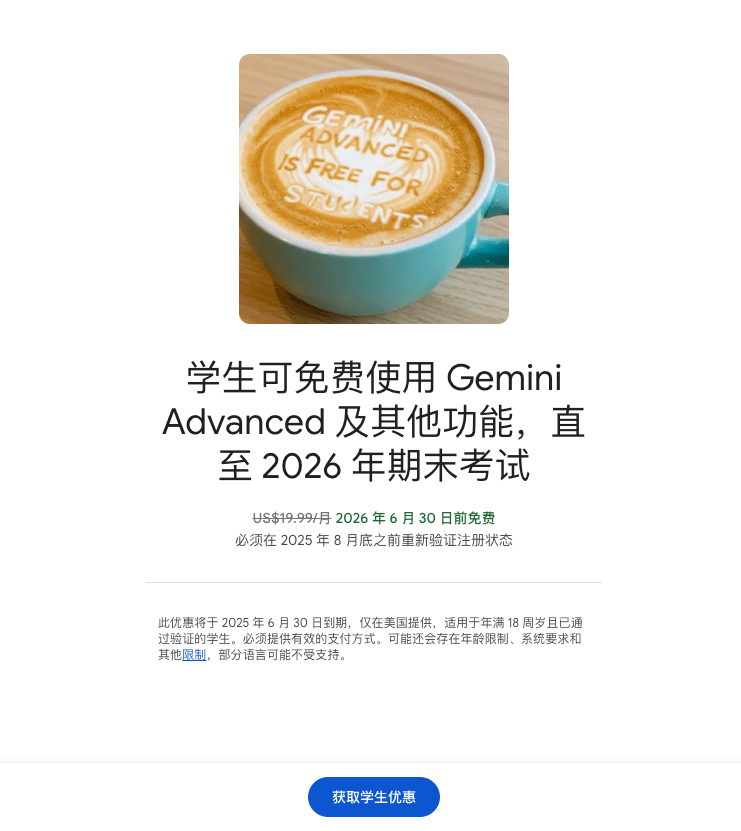 GEMINI
ADVANCED
IS FREE FOR
STUDENTS
学生可免费使用 Gemini
Advanced 及其他功能，直
至 2026 年期末考试
US$19.99/月 2026 年 6 月 30 日前免费
必须在 2025 年 8 月底之前重新验证注册状态
此优惠将于 2025 年 6 月 30 日到期，仅在美国提供，适用于年满 18 周岁且已通
过验证的学生。必须提供有效的支付方式。可能还会存在年龄限制、系统要求和
其他限制，部分语言可能不受支持。
获取学生优惠